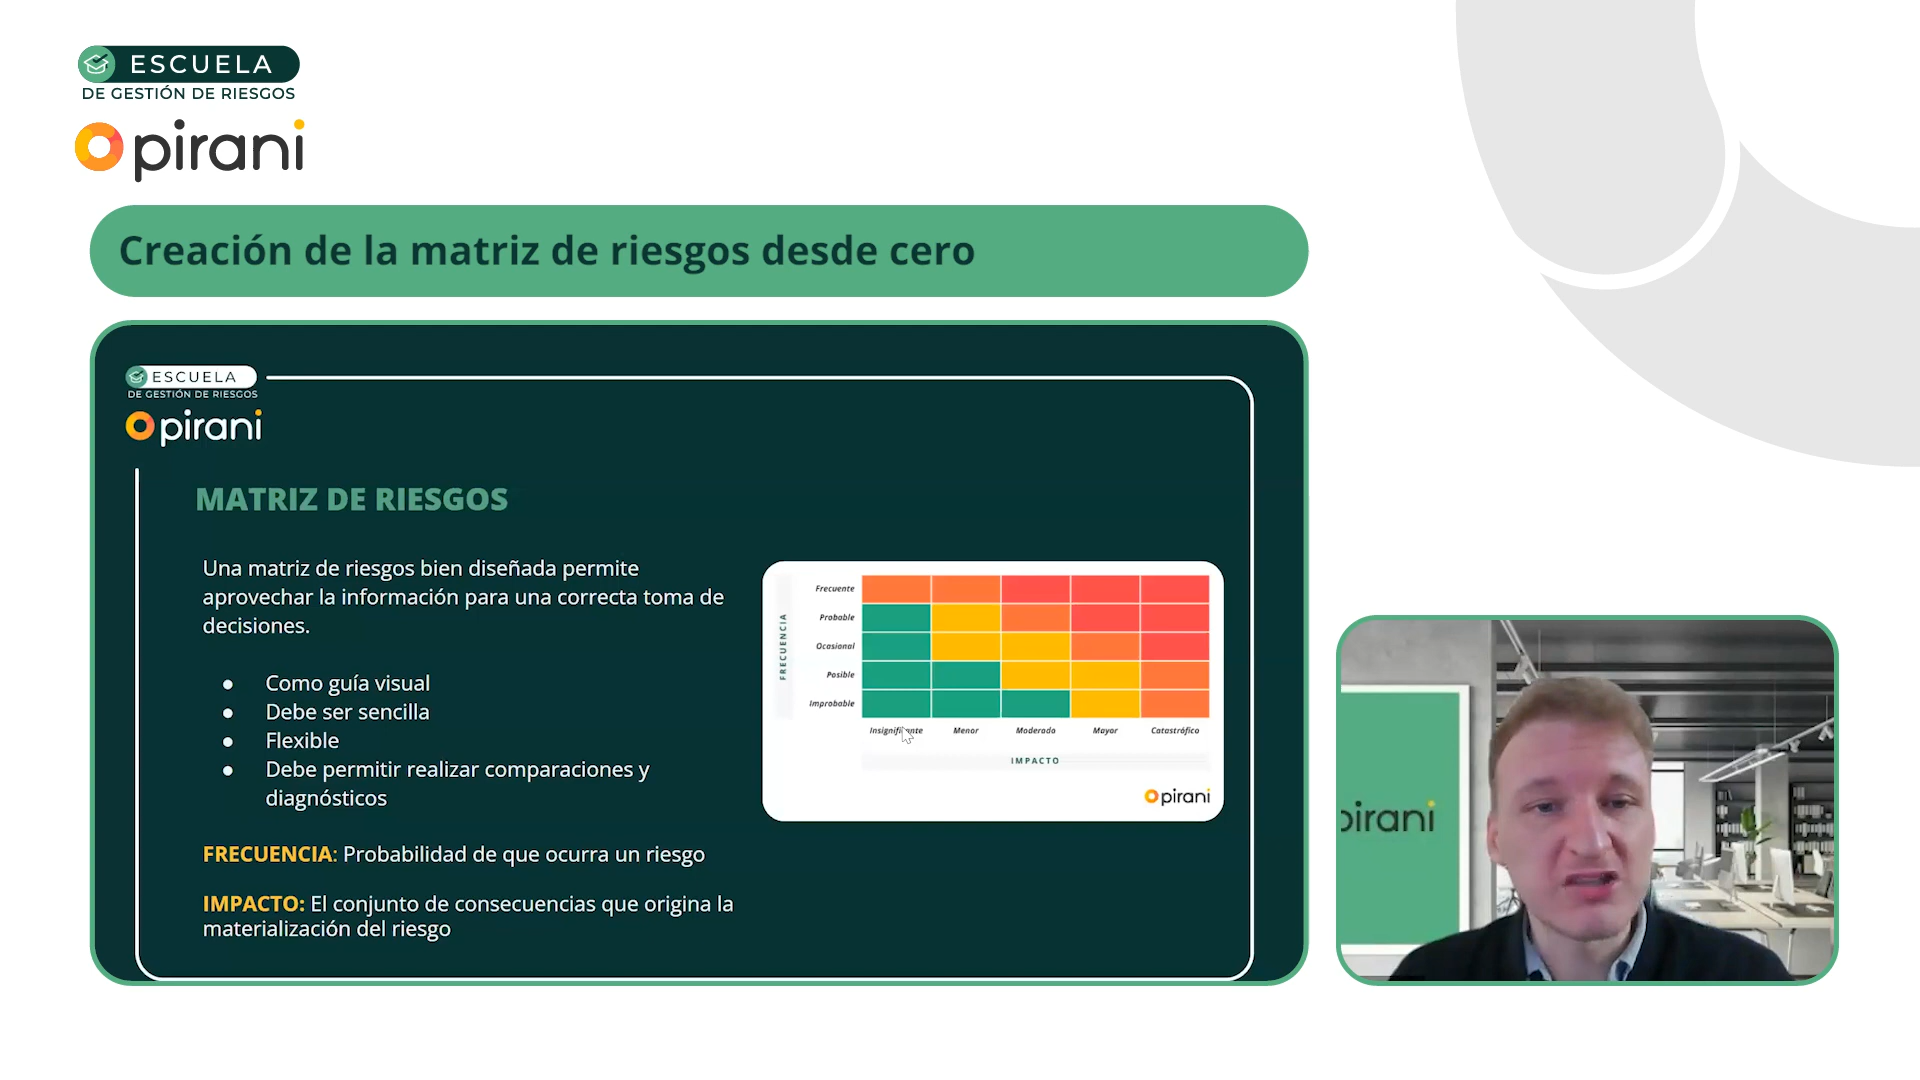 ESCUELA
DE GESTIÓN DE RIESGOS
pirani
Creación de la matriz de riesgos desde cero
ESCUELA
DE GESTIÓN DE RIESGOS
pirani
MATRIZ DE RIESGOS
Una matriz de riesgos bien diseñada permite
aprovechar la información para una correcta toma de
decisiones.
● Como guía visual
● Debe ser sencilla
● Flexible
● Debe permitir realizar comparaciones y
diagnósticos
FRECUENCIA: Probabilidad de que ocurra un riesgo
IMPACTO: El conjunto de consecuencias que origina la
materialización del riesgo
FRECUENCIA
Frecuente
Probable
Ocasional
Posible
Improbable
Insignificante Menor Moderado Mayor Catastrófico
IMPACTO
pirani
pirani